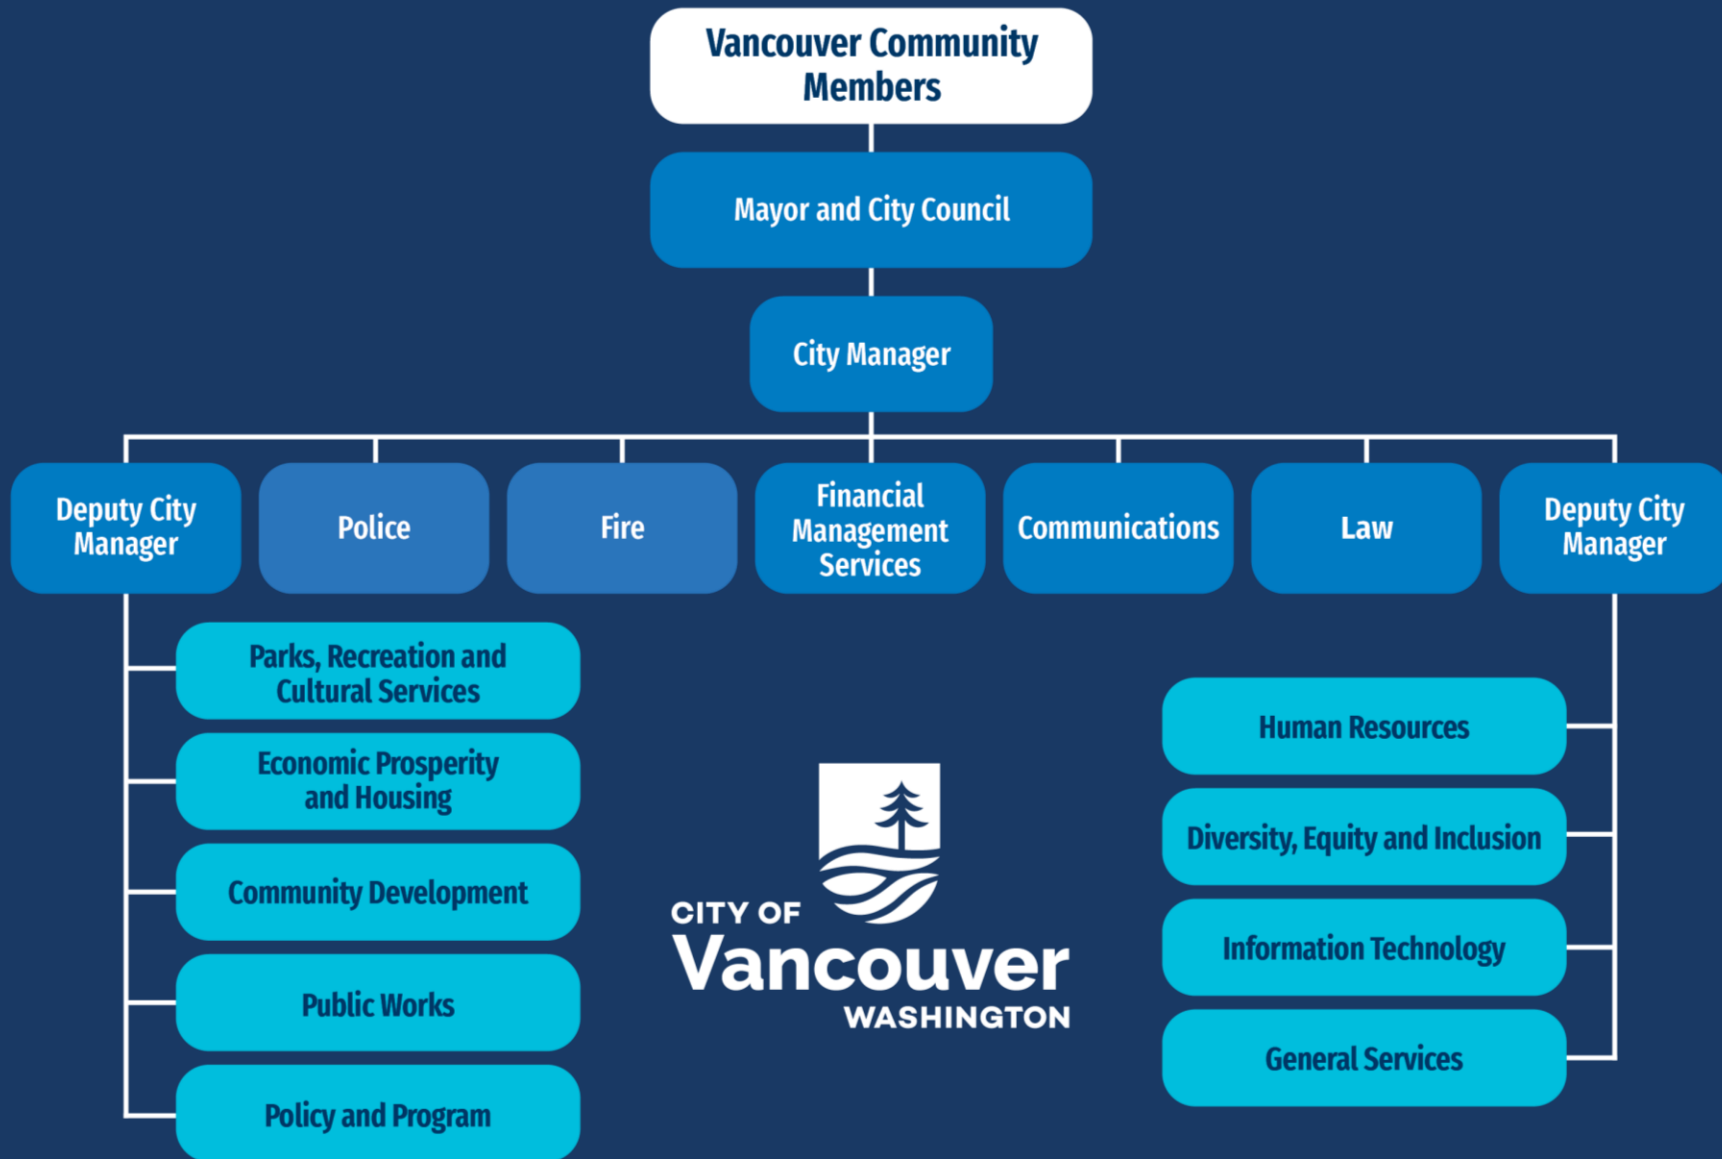 Vancouver Community
Members
Mayor and City Council
City Manager
Deputy City
Manager
Police
Fire
Financial
Management
Services
Communications
Law
Deputy City
Manager
Parks, Recreation and
Cultural Services
Economic Prosperity
and Housing
Community Development
Public Works
Policy and Program
Human Resources
Diversity, Equity and Inclusion
Information Technology
General Services
CITY OF
Vancouver
WASHINGTON